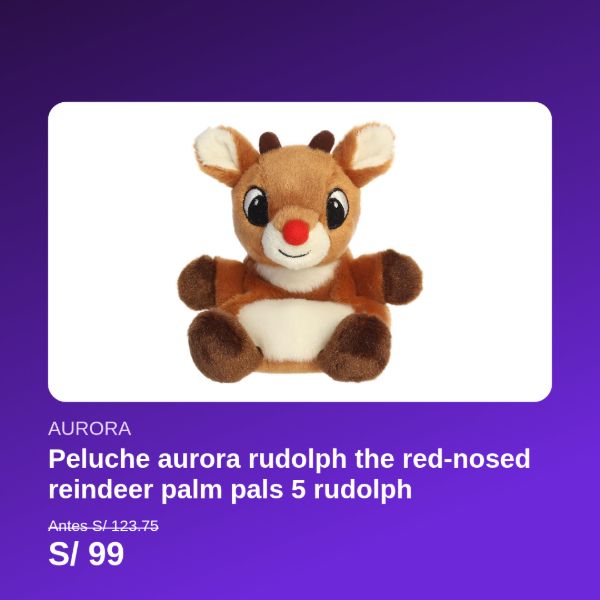 AURORA
Peluche aurora rudolph the red-nosed
reindeer palm pals 5 rudolph
Antes S/ 123.75
S/ 99